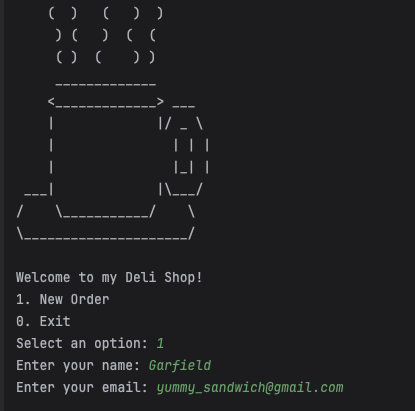 Welcome to my Deli Shop!
1. New Order
0. Exit
Select an option: 1
Enter your name: Garfield
Enter your email: yummy_sandwich@gmail.com